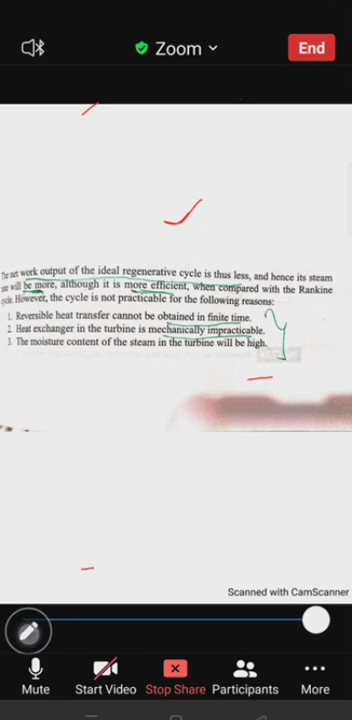 Zoom
End
The net work output of the ideal regenerative cycle is thus less, and hence its steam
rate will be more, although it is more efficient, when compared with the Rankine
cycle. However, the cycle is not practicable for the following reasons:
1. Reversible heat transfer cannot be obtained in finite time.
2. Heat exchanger in the turbine is mechanically impracticable.
3. The moisture content of the steam in the turbine will be high.
Scanned with CamScanner
Mute Start Video Stop Share Participants More